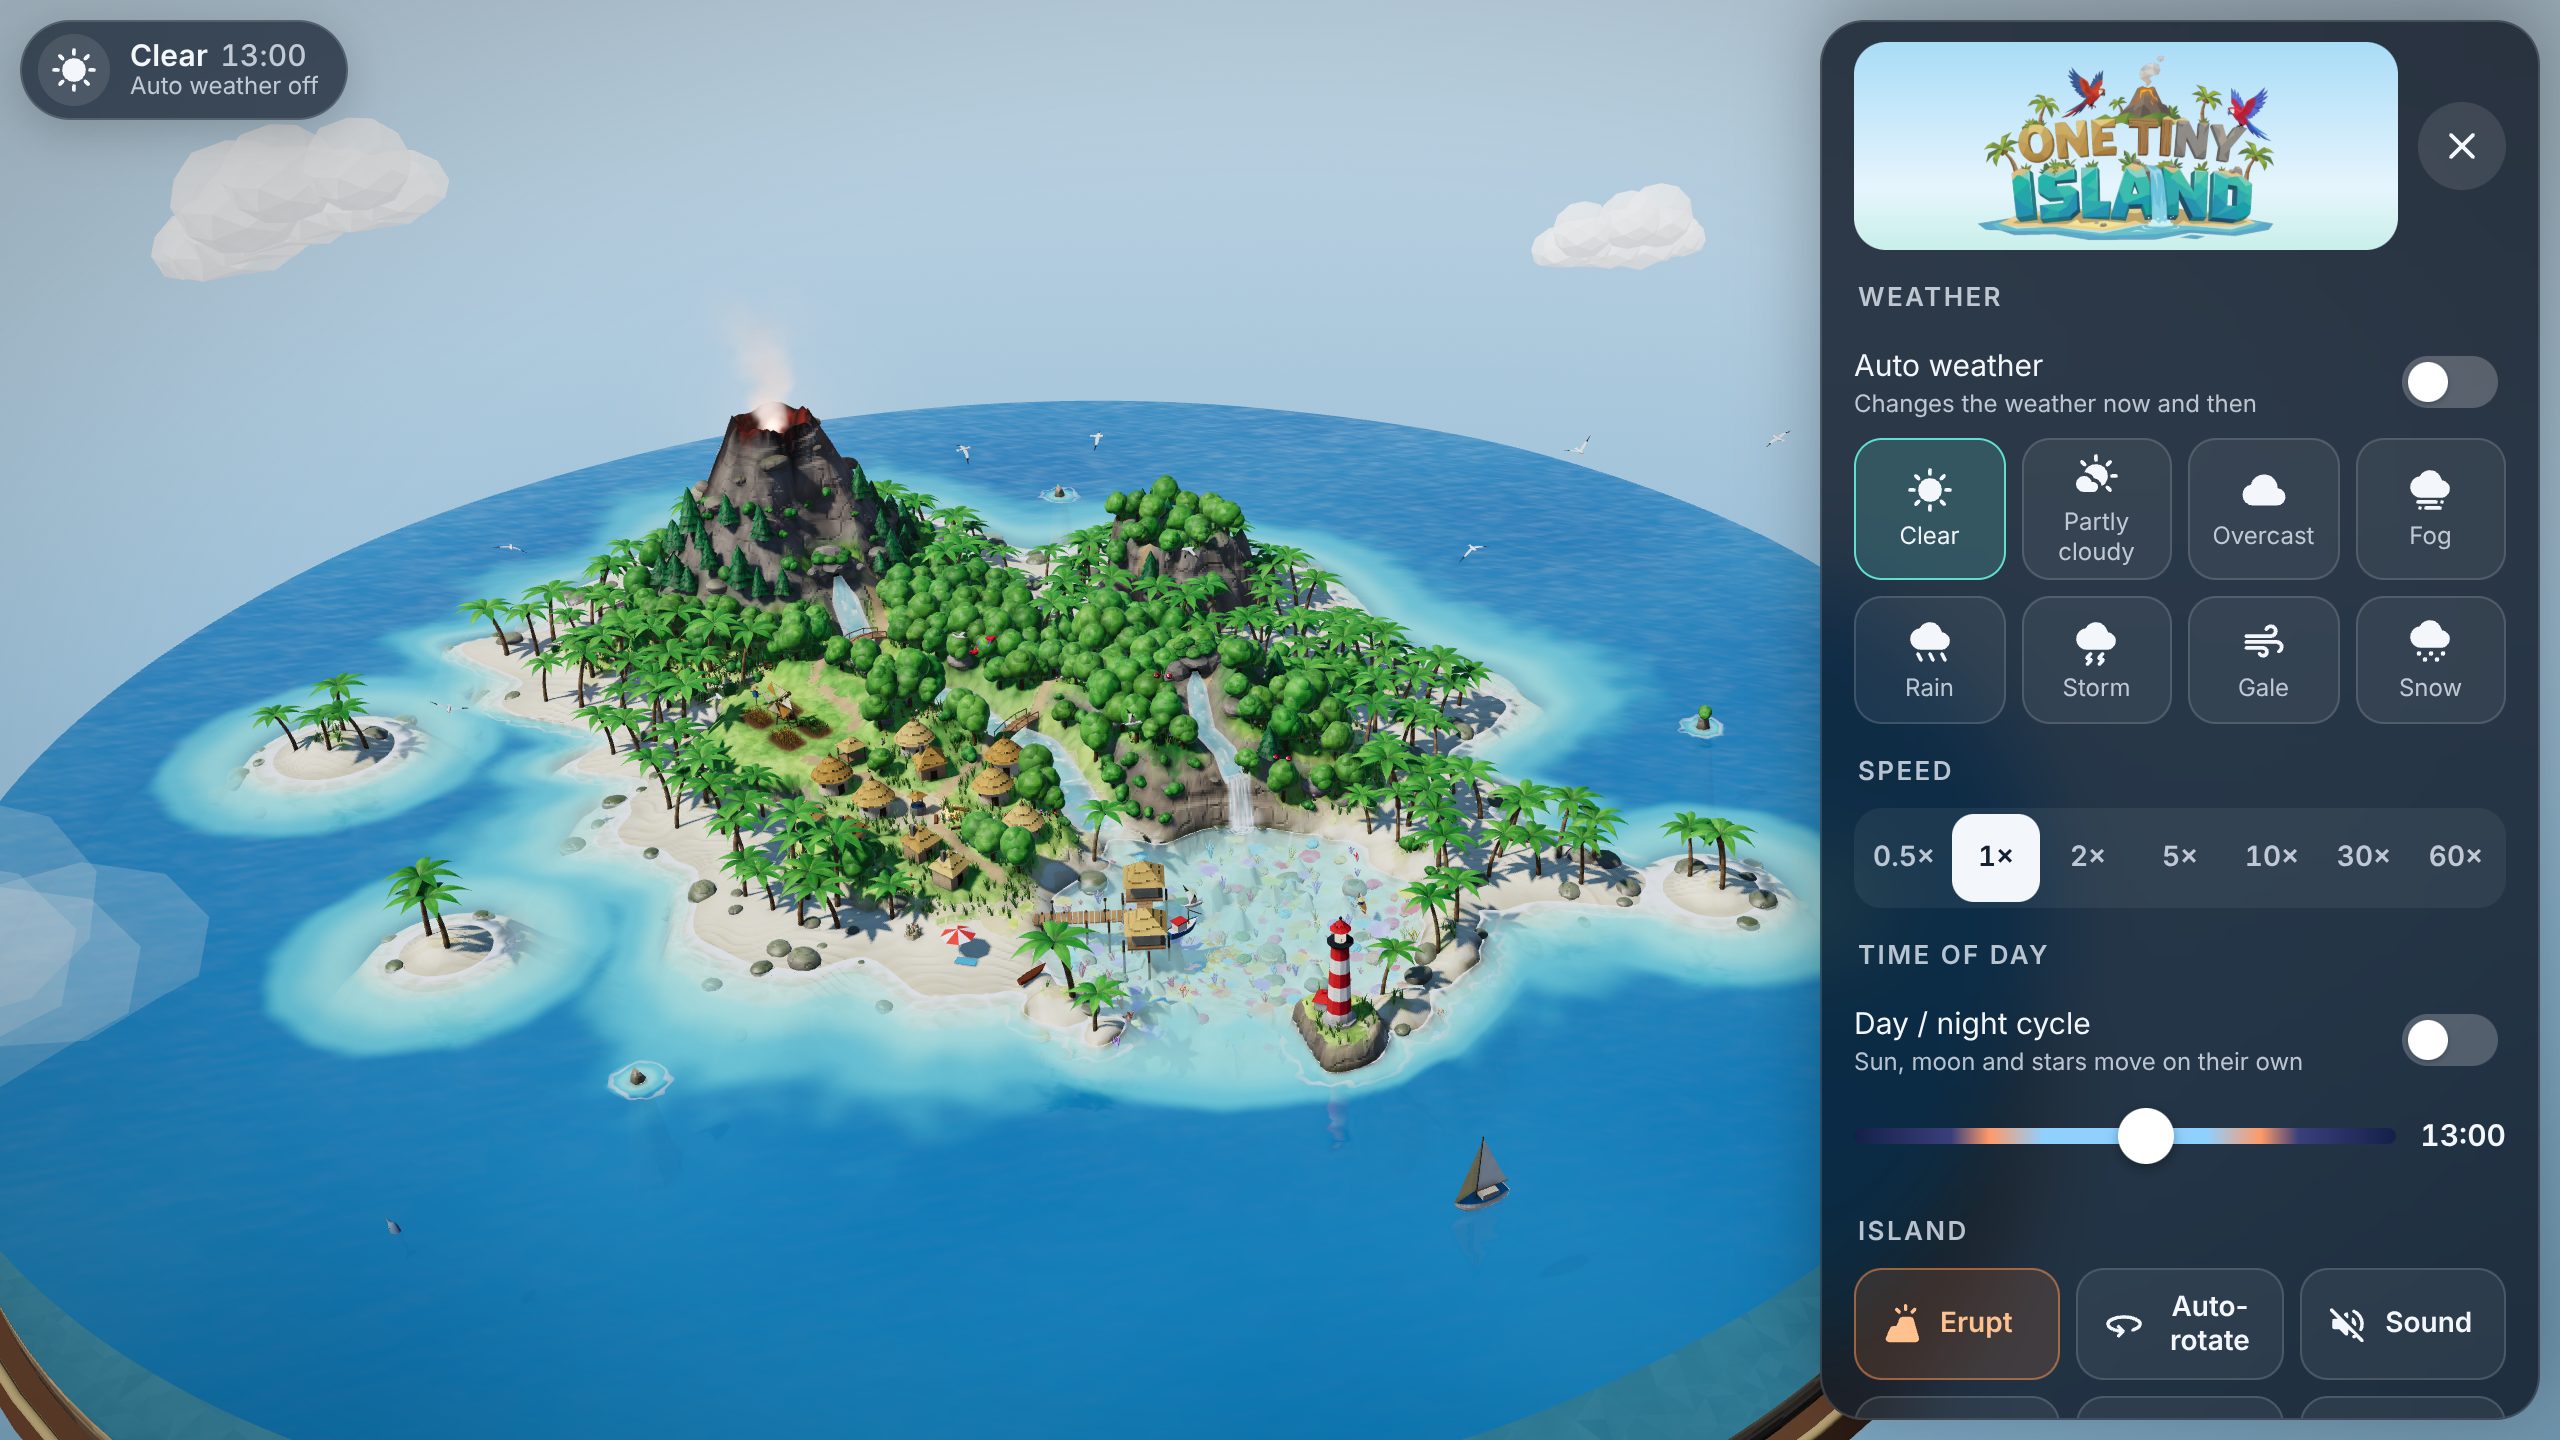 Clear 13:00
Auto weather off
ONE TINY
ISLAND
WEATHER
Auto weather
Changes the weather now and then
Clear
Partly
cloudy
Overcast
Fog
Rain
Storm
Gale
Snow
SPEED
0.5× 1× 2× 5× 10× 30× 60×
TIME OF DAY
Day / night cycle
Sun, moon and stars move on their own
13:00
ISLAND
Erupt
Auto-
rotate
Sound